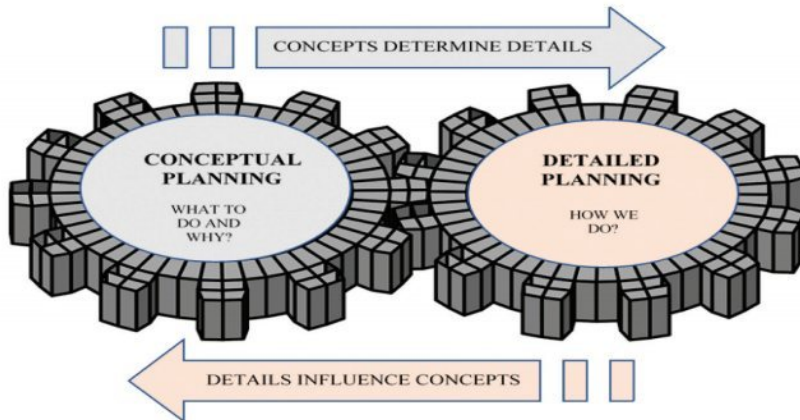 CONCEPTS DETERMINE DETAILS
CONCEPTUAL
PLANNING
WHAT TO
DO AND
WHY?
DETAILED
PLANNING
HOW WE
DO?
DETAILS INFLUENCE CONCEPTS